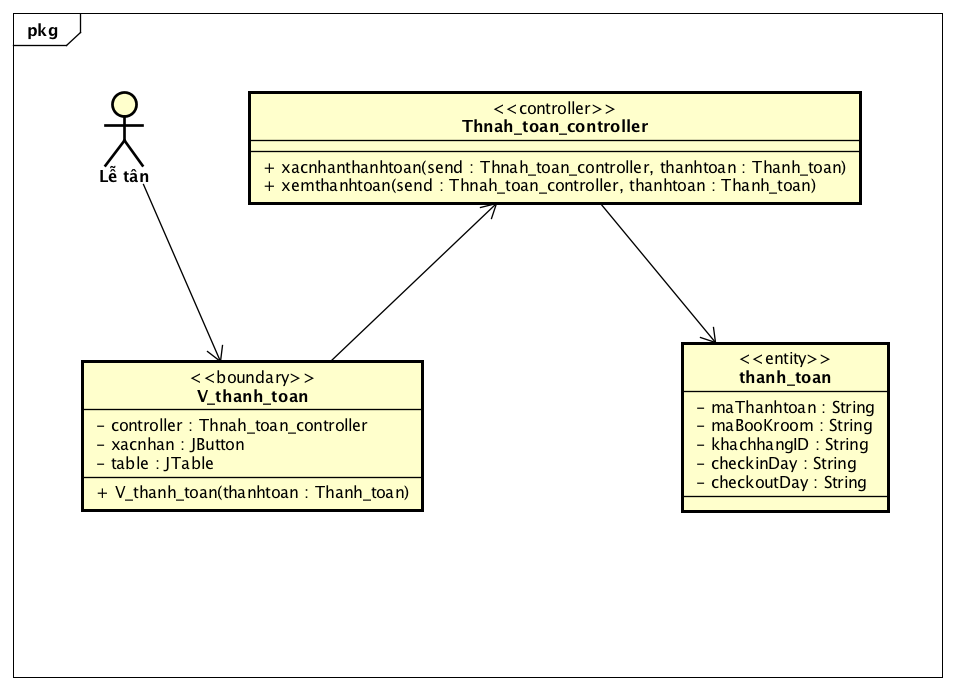 pkg
Lễ tân
<<controller>>
Thnah_toan_controller
+ xacnhanthanhtoan(send : Thnah_toan_controller, thanhtoan : Thanh_toan)
+ xemthanhtoan(send : Thnah_toan_controller, thanhtoan : Thanh_toan)
<<boundary>>
V_thanh_toan
- controller : Thnah_toan_controller
- xacnhan : JButton
- table : JTable
+ V_thanh_toan(thanhtoan : Thanh_toan)
<<entity>>
thanh_toan
- maThanhtoan : String
- maBooKroom : String
- khachhangID : String
- checkinDay : String
- checkoutDay : String